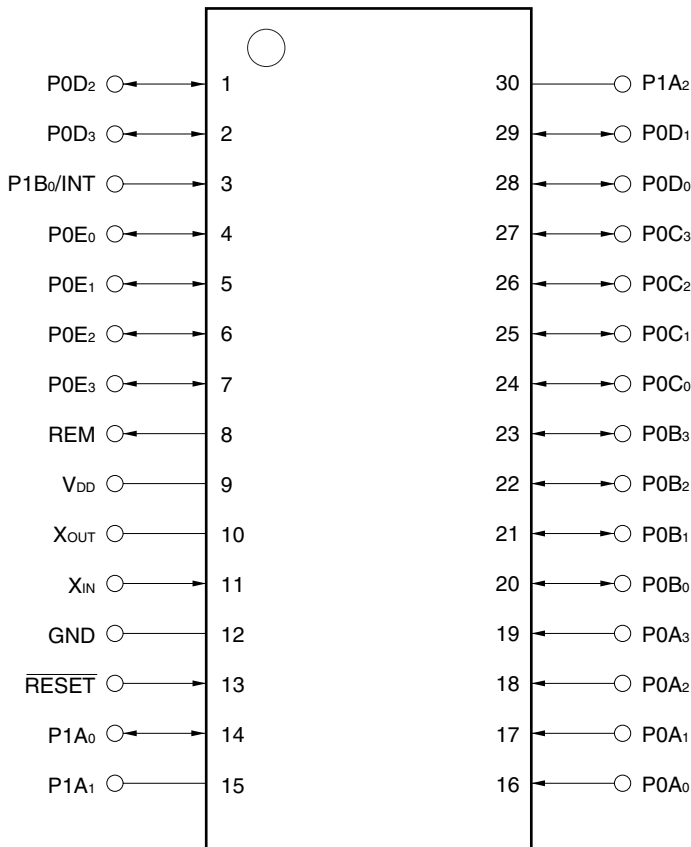 P0D₂ 1 30 P1A₂
P0D₃ 2 29 P0D₁
P1B₀/INT 3 28 P0D₀
P0E₀ 4 27 P0C₃
P0E₁ 5 26 P0C₂
P0E₂ 6 25 P0C₁
P0E₃ 7 24 P0C₀
REM 8 23 P0B₃
VDD 9 22 P0B₂
XOUT 10 21 P0B₁
XIN 11 20 P0B₀
GND 12 19 P0A₃
RESET 13 18 P0A₂
P1A₀ 14 17 P0A₁
P1A₁ 15 16 P0A₀